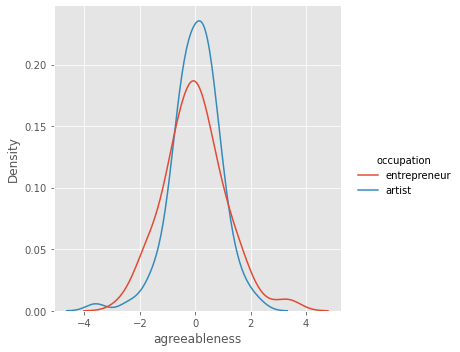 0.20
0.15
0.10
0.05
0.00
Density
−4 −2 0 2 4
agreeableness
occupation
entrepreneur
artist